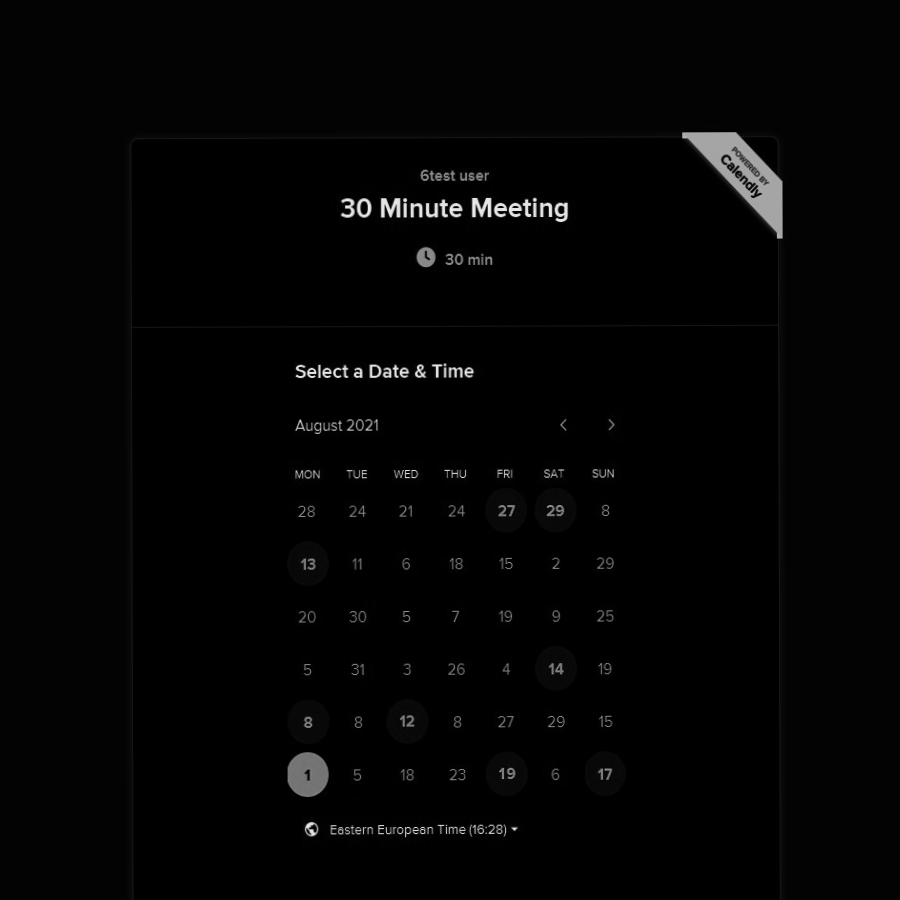 POWERED BY
Calendly
6test user
30 Minute Meeting
30 min
Select a Date & Time
August 2021
MON TUE WED THU FRI SAT SUN
28 24 21 24 27 29 8
13 11 6 18 15 2 29
20 30 5 7 19 9 25
5 31 3 26 4 14 19
8 8 12 8 27 29 15
1 5 18 23 19 6 17
Eastern European Time (16:28)